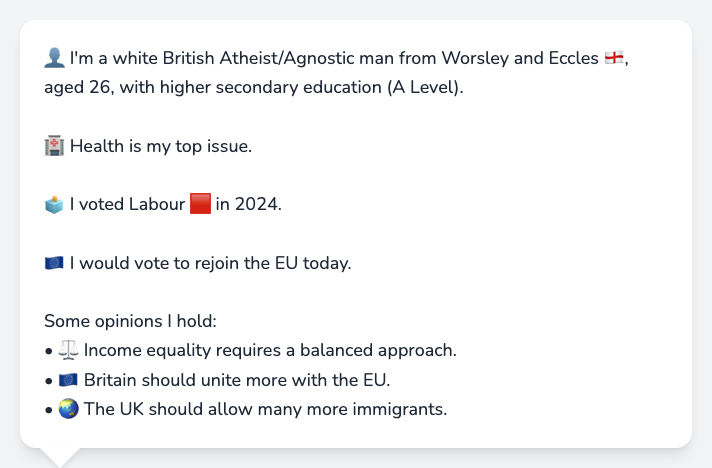 👤 I'm a white British Atheist/Agnostic man from Worsley and Eccles 🏴󠁧󠁢󠁥󠁮󠁧󠁿,
aged 26, with higher secondary education (A Level).
🏥 Health is my top issue.
🗳️ I voted Labour 🟥 in 2024.
🇪🇺 I would vote to rejoin the EU today.
Some opinions I hold:
• ⚖️ Income equality requires a balanced approach.
• 🇪🇺 Britain should unite more with the EU.
• 🌏 The UK should allow many more immigrants.